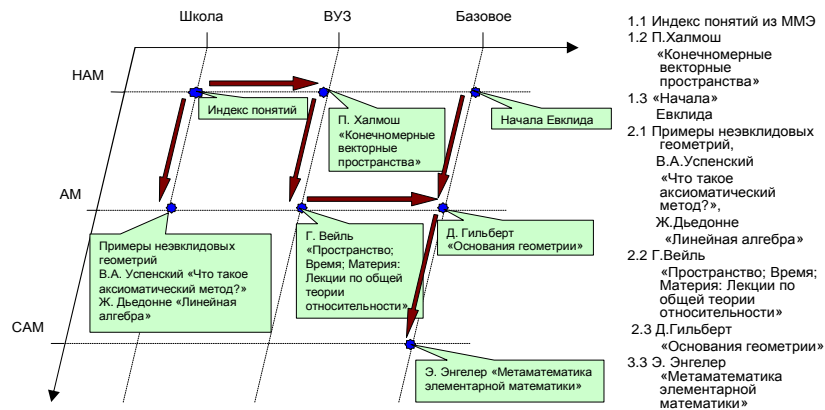 Школа
ВУЗ
Базовое
НАМ
Индекс понятий
П. Халмош
«Конечномерные
векторные
пространства»
Начала Евклида
АМ
Примеры неэвклидовых
геометрий
В.А. Успенский «Что такое
аксиоматический метод?»
Ж. Дьедонне «Линейная
алгебра»
Г. Вейль
«Пространство;
Время; Материя:
Лекции по общей
теории
относительности»
Д. Гильберт
«Основания геометрии»
САМ
Э. Энгелер «Метаматематика
элементарной математики»
1.1 Индекс понятий из ММЭ
1.2 П.Халмош
«Конечномерные
векторные
пространства»
1.3 «Начала»
Евклида
2.1 Примеры неэвклидовых
геометрий,
В.А.Успенский
«Что такое
аксиоматический
метод?»,
Ж.Дьедонне
«Линейная алгебра»
2.2 Г.Вейль
«Пространство; Время;
Материя: Лекции по
общей теории
относительности»
2.3 Д.Гильберт
«Основания геометрии»
3.3 Э. Энгелер
«Метаматематика
элементарной
математики»